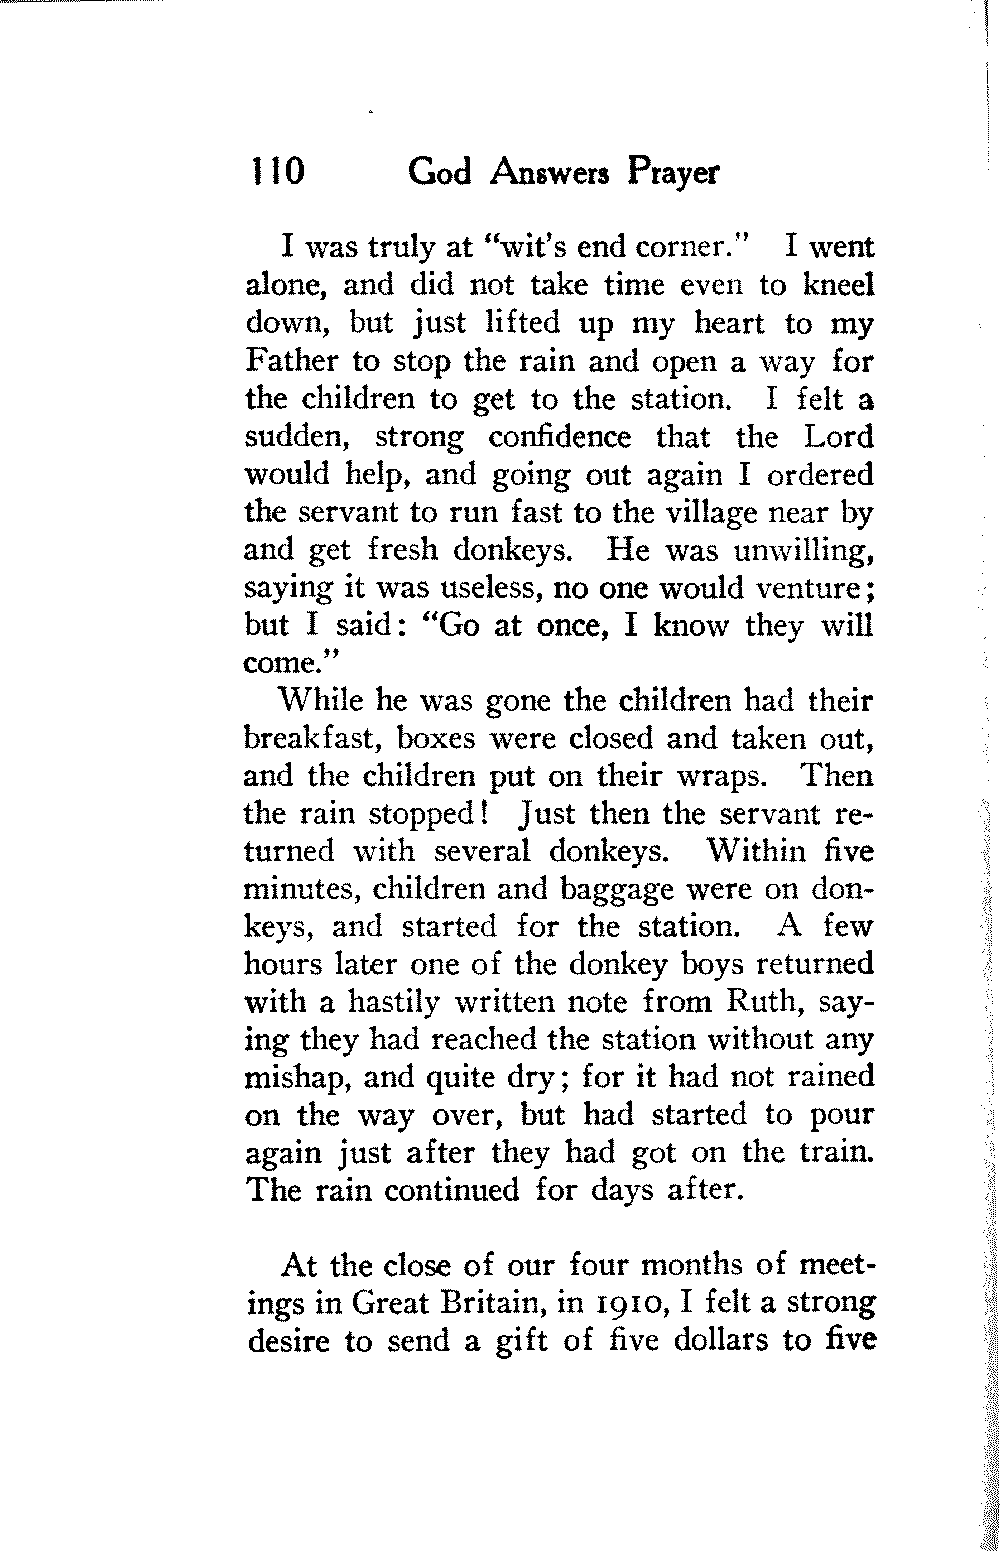 110 God Answers Prayer
I was truly at “wit's end corner.” I went
alone, and did not take time even to kneel
down, but just lifted up my heart to my
Father to stop the rain and open a way for
the children to get to the station. I felt a
sudden, strong confidence that the Lord
would help, and going out again I ordered
the servant to run fast to the village near by
and get fresh donkeys. He was unwilling,
saying it was useless, no one would venture;
but I said: “Go at once, I know they will
come.”
While he was gone the children had their
breakfast, boxes were closed and taken out,
and the children put on their wraps. Then
the rain stopped! Just then the servant re-
turned with several donkeys. Within five
minutes, children and baggage were on don-
keys, and started for the station. A few
hours later one of the donkey boys returned
with a hastily written note from Ruth, say-
ing they had reached the station without any
mishap, and quite dry; for it had not rained
on the way over, but had started to pour
again just after they had got on the train.
The rain continued for days after.
At the close of our four months of meet-
ings in Great Britain, in 1910, I felt a strong
desire to send a gift of five dollars to five